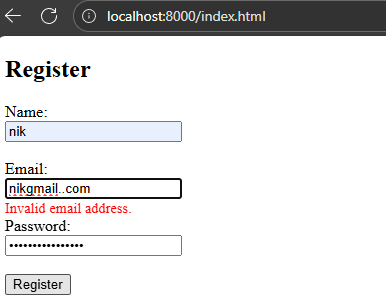 localhost:8000/index.html
Register
Name:
nik
Email:
nikgmail..com
Invalid email address.
Password:
••••••••••••••••
Register